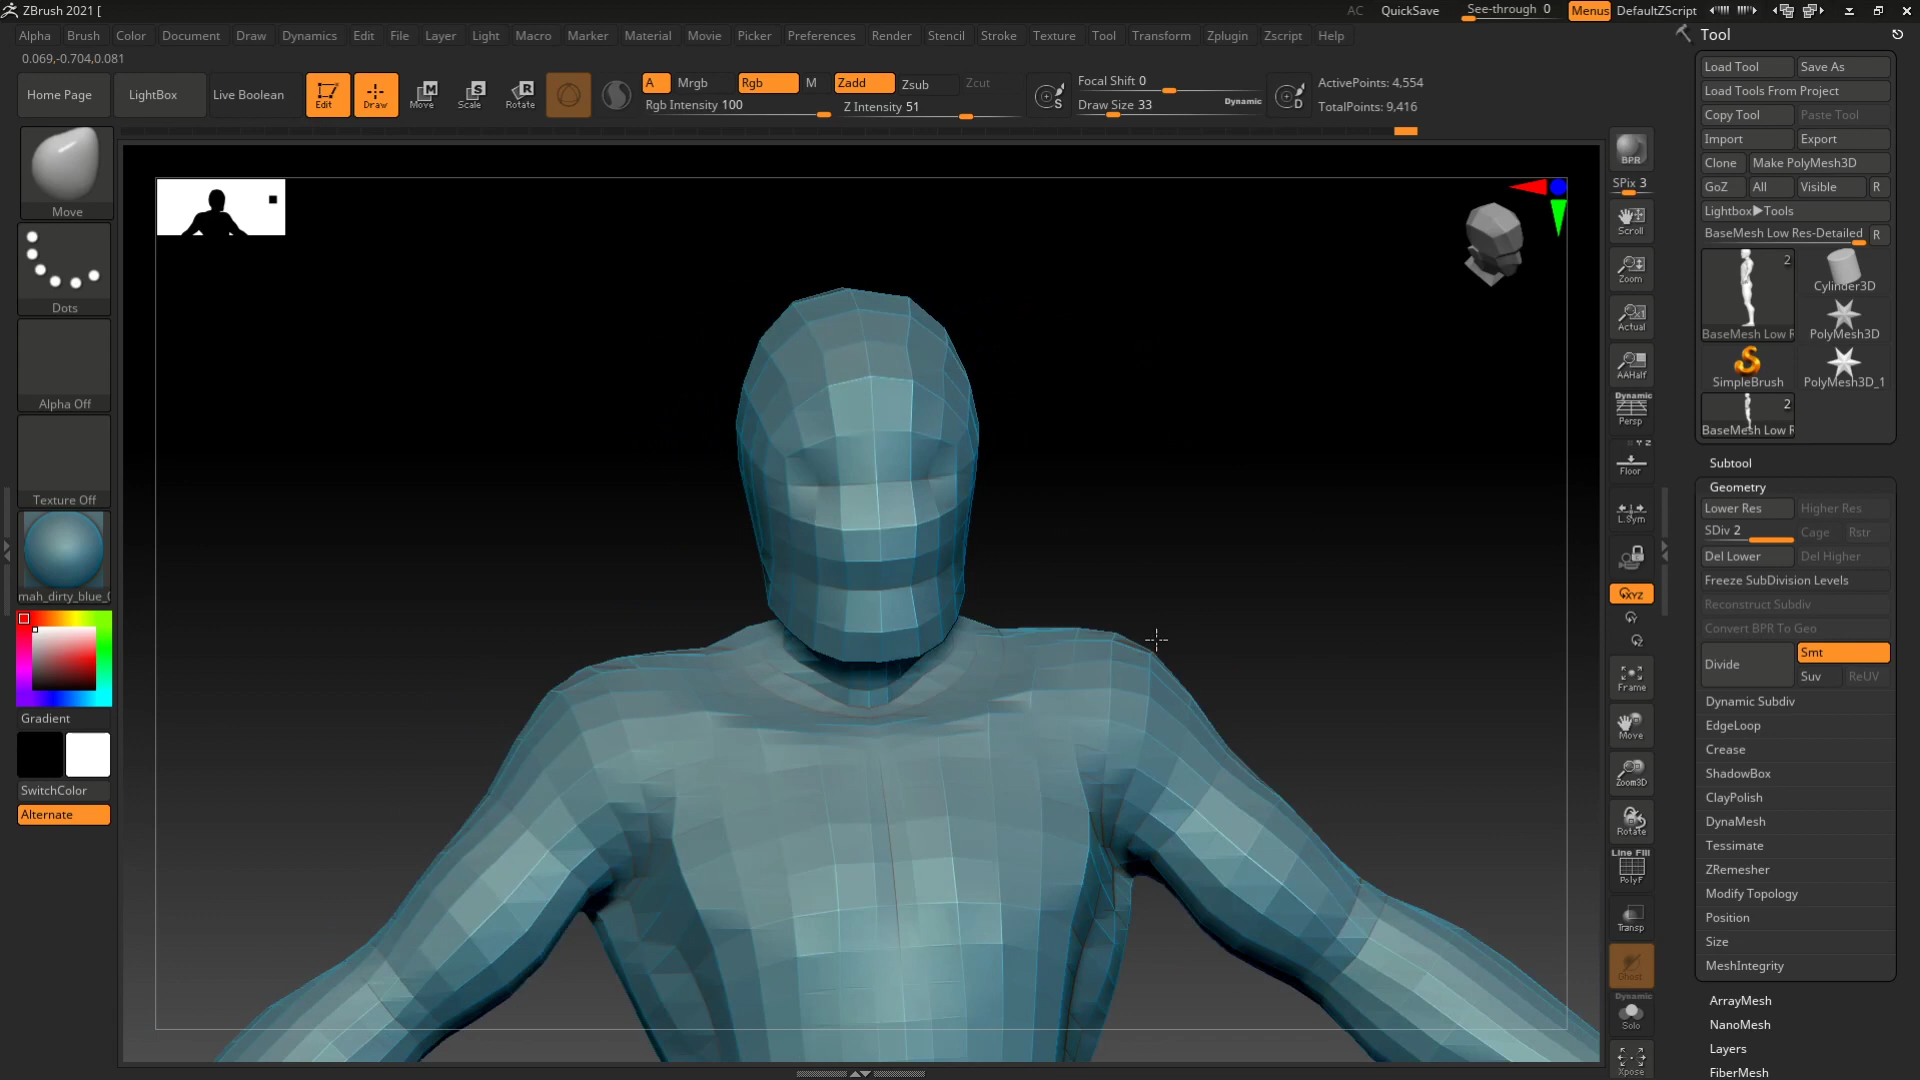 ZBrush 2021 [
AC QuickSave See-through 0 Menus DefaultZScript
Alpha Brush Color Document Draw Dynamics Edit File Layer Light Macro Marker Material Movie Picker Preferences Render Stencil Stroke Texture Tool Transform Zplugin Zscript Help
0.069,-0.704,0.081
Home Page LightBox Live Boolean Edit Draw Move Scale Rotate
M S R
A Mrgb Rgb M Zadd Zsub Zcut
Rgb Intensity 100 Z Intensity 51
S Focal Shift 0
Draw Size 33 Dynamic D
ActivePoints: 4,554
TotalPoints: 9,416
Move
Dots
Alpha Off
Texture Off
mah_dirty_blue_
Gradient
SwitchColor
Alternate
BPR
SPix 3
Scroll
Zoom
Actual
AAHalf
Dynamic
Persp
Floor
L.Sym
XYZ
Frame
Move
Zoom3D
Rotate
Line Fill
PolyF
Transp
Ghost
Dynamic
Solo
Xpose
Tool
Load Tool Save As
Load Tools From Project
Copy Tool Paste Tool
Import Export
Clone Make PolyMesh3D
GoZ All Visible R
Lightbox▶Tools
BaseMesh Low Res-Detailed R
2
Cylinder3D
BaseMesh Low R PolyMesh3D
SimpleBrush PolyMesh3D_1
2
BaseMesh Low R
Subtool
Geometry
Lower Res Higher Res
SDiv 2 Cage Rstr
Del Lower Del Higher
Freeze SubDivision Levels
Reconstruct Subdiv
Convert BPR To Geo
Divide Smt
Suv ReUV
Dynamic Subdiv
EdgeLoop
Crease
ShadowBox
ClayPolish
DynaMesh
Tessimate
ZRemesher
Modify Topology
Position
Size
MeshIntegrity
ArrayMesh
NanoMesh
Layers
FiberMesh